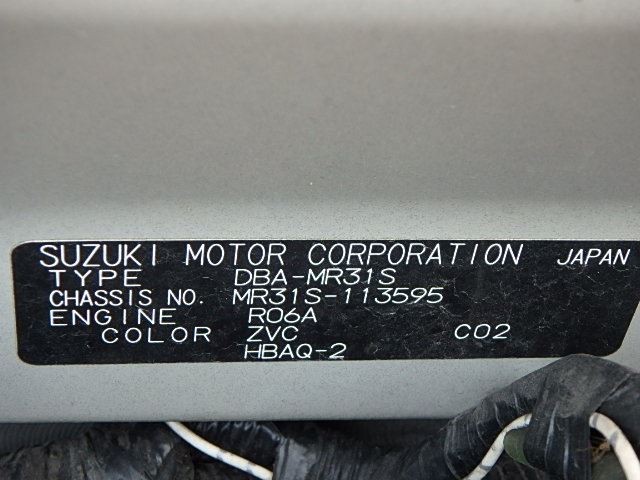 SUZUKI MOTOR CORPORATION JAPAN
TYPE DBA-MR31S
CHASSIS NO. MR31S-113595
ENGINE R06A
COLOR ZVC C02
HBAQ-2